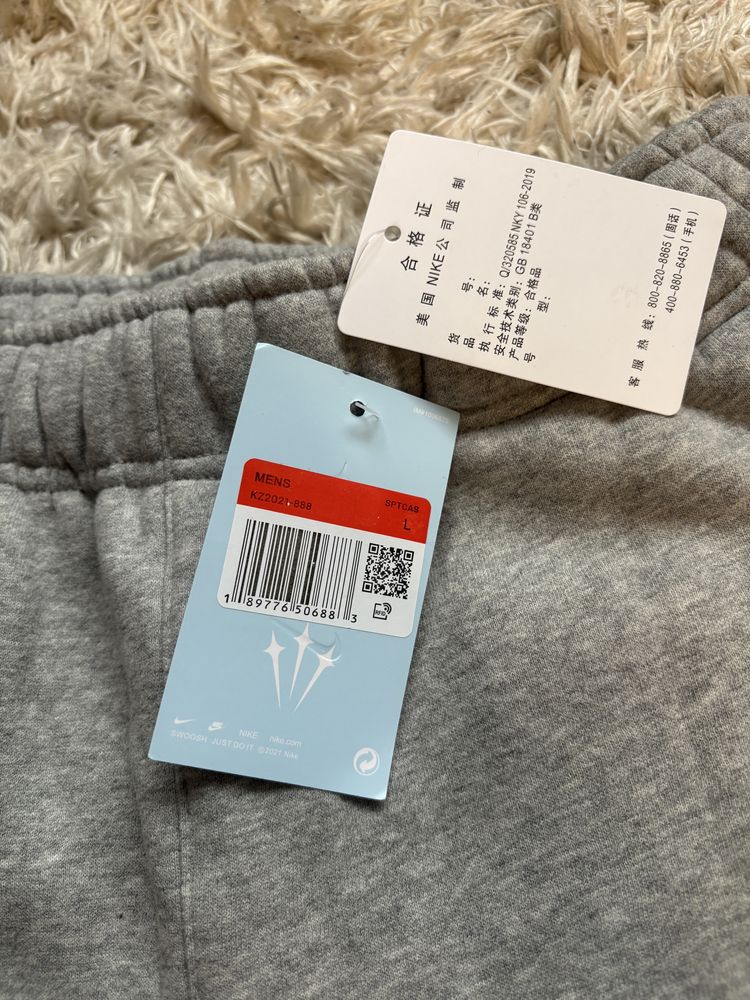 合格证
美国 NIKE 公司监制
货号:
品名:
执行标准: Q/320585 NKY 106-2019
安全技术类别: GB 18401 B类
产品等级: 合格品
号型:
客服热线: 800-820-8865 (固话)
400-880-6453 (手机)
MENS
KZ2021-888
SPTCAS
L
1 89776 50688 3
RFID
NIKE nike.com
SWOOSH JUST DO IT ©2021 Nike